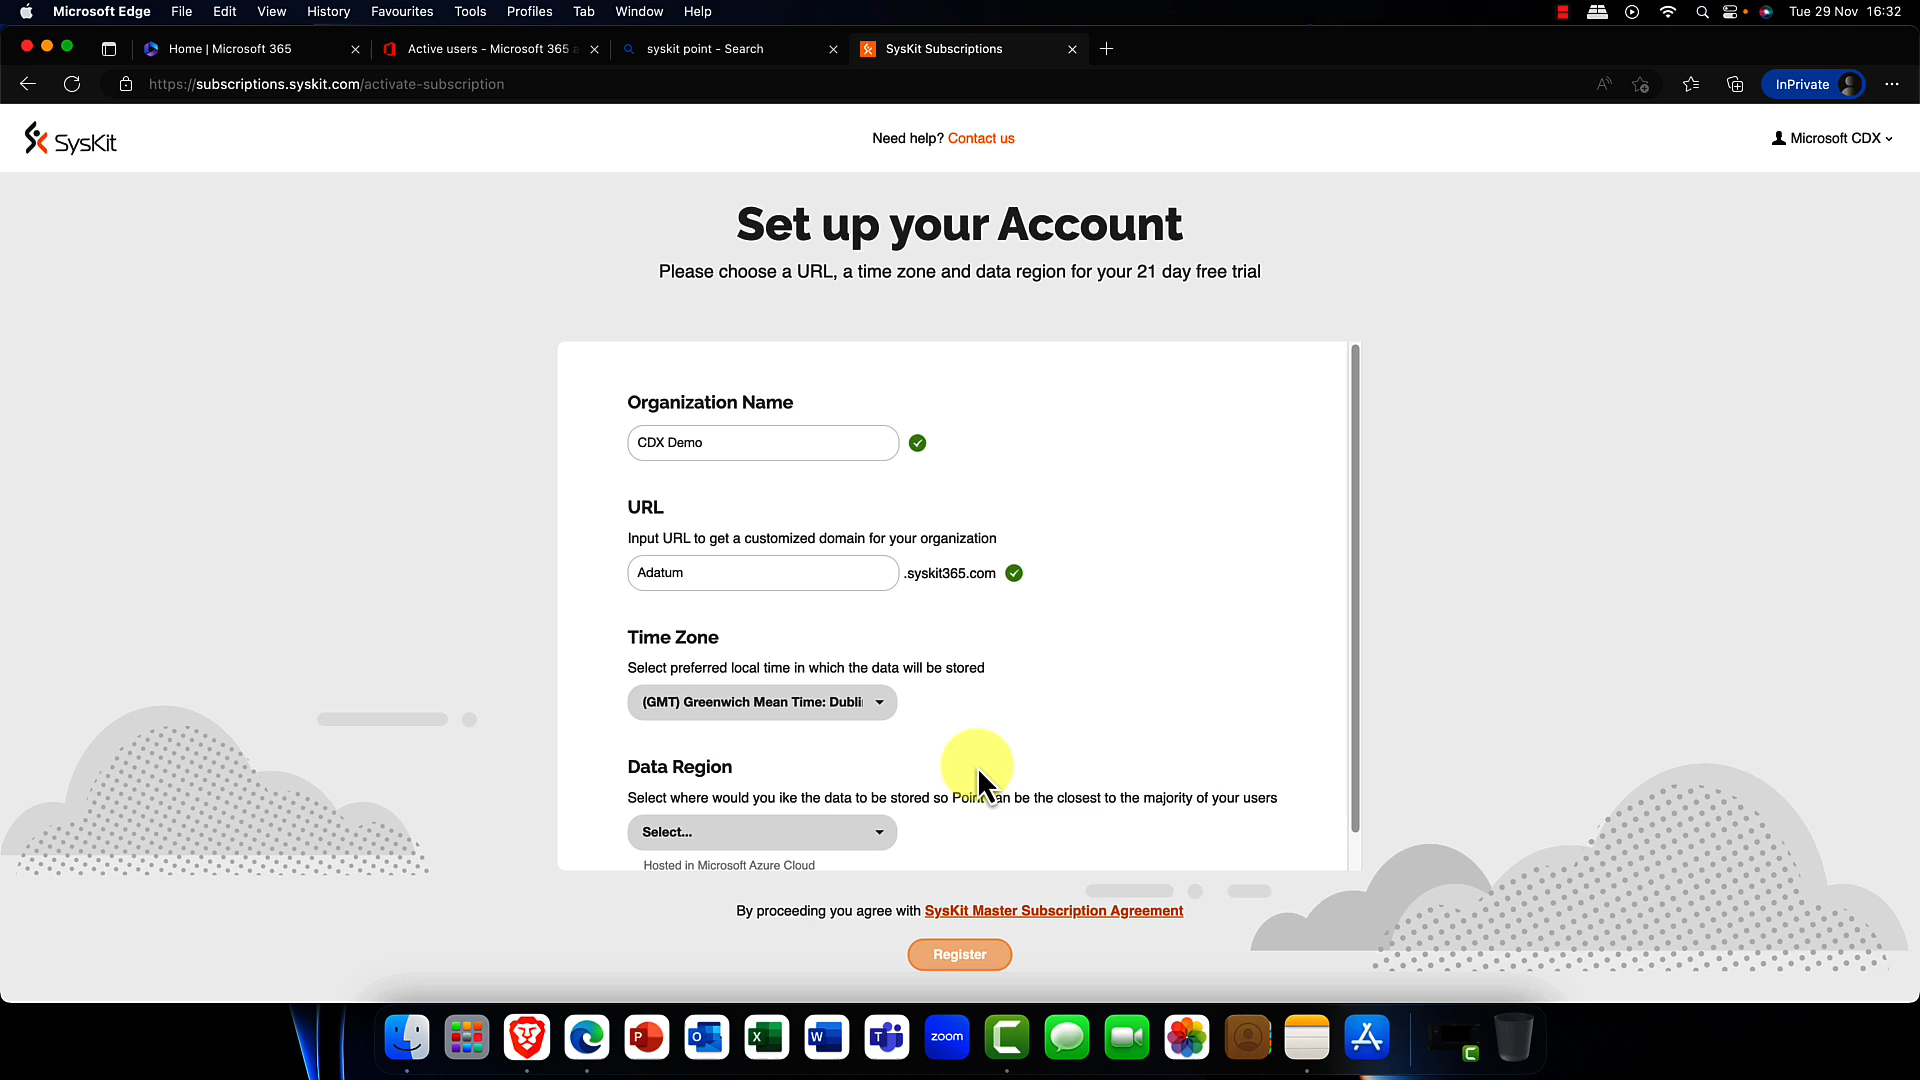 Microsoft Edge File Edit View History Favourites Tools Profiles Tab Window Help Tue 29 Nov 16:32
Home | Microsoft 365 Active users - Microsoft 365 a syskit point - Search SysKit Subscriptions
https://subscriptions.syskit.com/activate-subscription InPrivate
SysKit Need help? Contact us Microsoft CDX
Set up your Account
Please choose a URL, a time zone and data region for your 21 day free trial
Organization Name
CDX Demo
URL
Input URL to get a customized domain for your organization
Adatum .syskit365.com
Time Zone
Select preferred local time in which the data will be stored
(GMT) Greenwich Mean Time: Dubli
Data Region
Select where would you ike the data to be stored so Point can be the closest to the majority of your users
Select...
Hosted in Microsoft Azure Cloud
By proceeding you agree with SysKit Master Subscription Agreement
Register
zoom